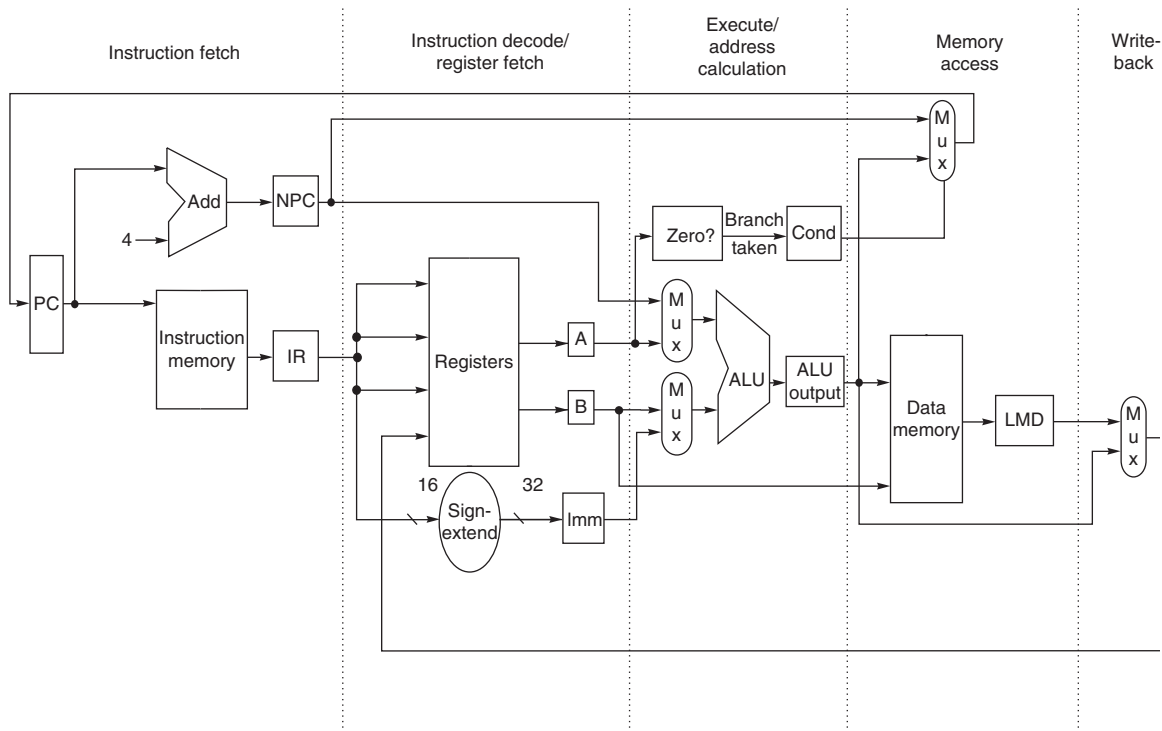 Instruction fetch
Instruction decode/
register fetch
Execute/
address
calculation
Memory
access
Write-
back
M
u
x
Add
NPC
4
Zero?
Branch
taken
Cond
PC
Instruction
memory
IR
Registers
A
B
M
u
x
M
u
x
ALU
ALU
output
Data
memory
LMD
M
u
x
16
32
Sign-
extend
Imm